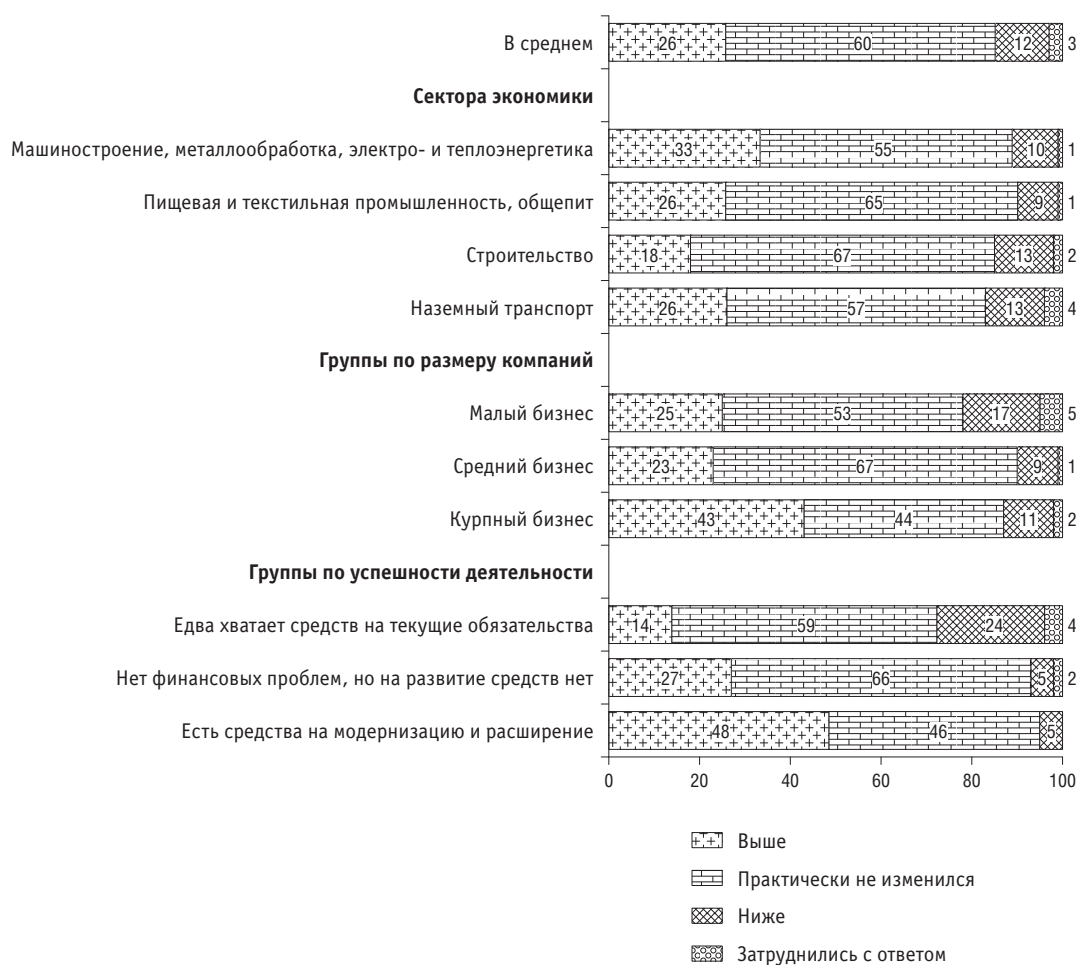 В среднем 26 60 12 3
Сектора экономики
Машиностроение, металлообработка, электро- и теплоэнергетика 33 55 10 1
Пищевая и текстильная промышленность, общепит 26 65 9 1
Строительство 18 67 13 2
Наземный транспорт 26 57 13 4
Группы по размеру компаний
Малый бизнес 25 53 17 5
Средний бизнес 23 67 9 1
Курпный бизнес 43 44 11 2
Группы по успешности деятельности
Едва хватает средств на текущие обязательства 14 59 24 4
Нет финансовых проблем, но на развитие средств нет 27 66 5 2
Есть средства на модернизацию и расширение 48 46 5
0 20 40 60 80 100
Выше
Практически не изменился
Ниже
Затруднились с ответом